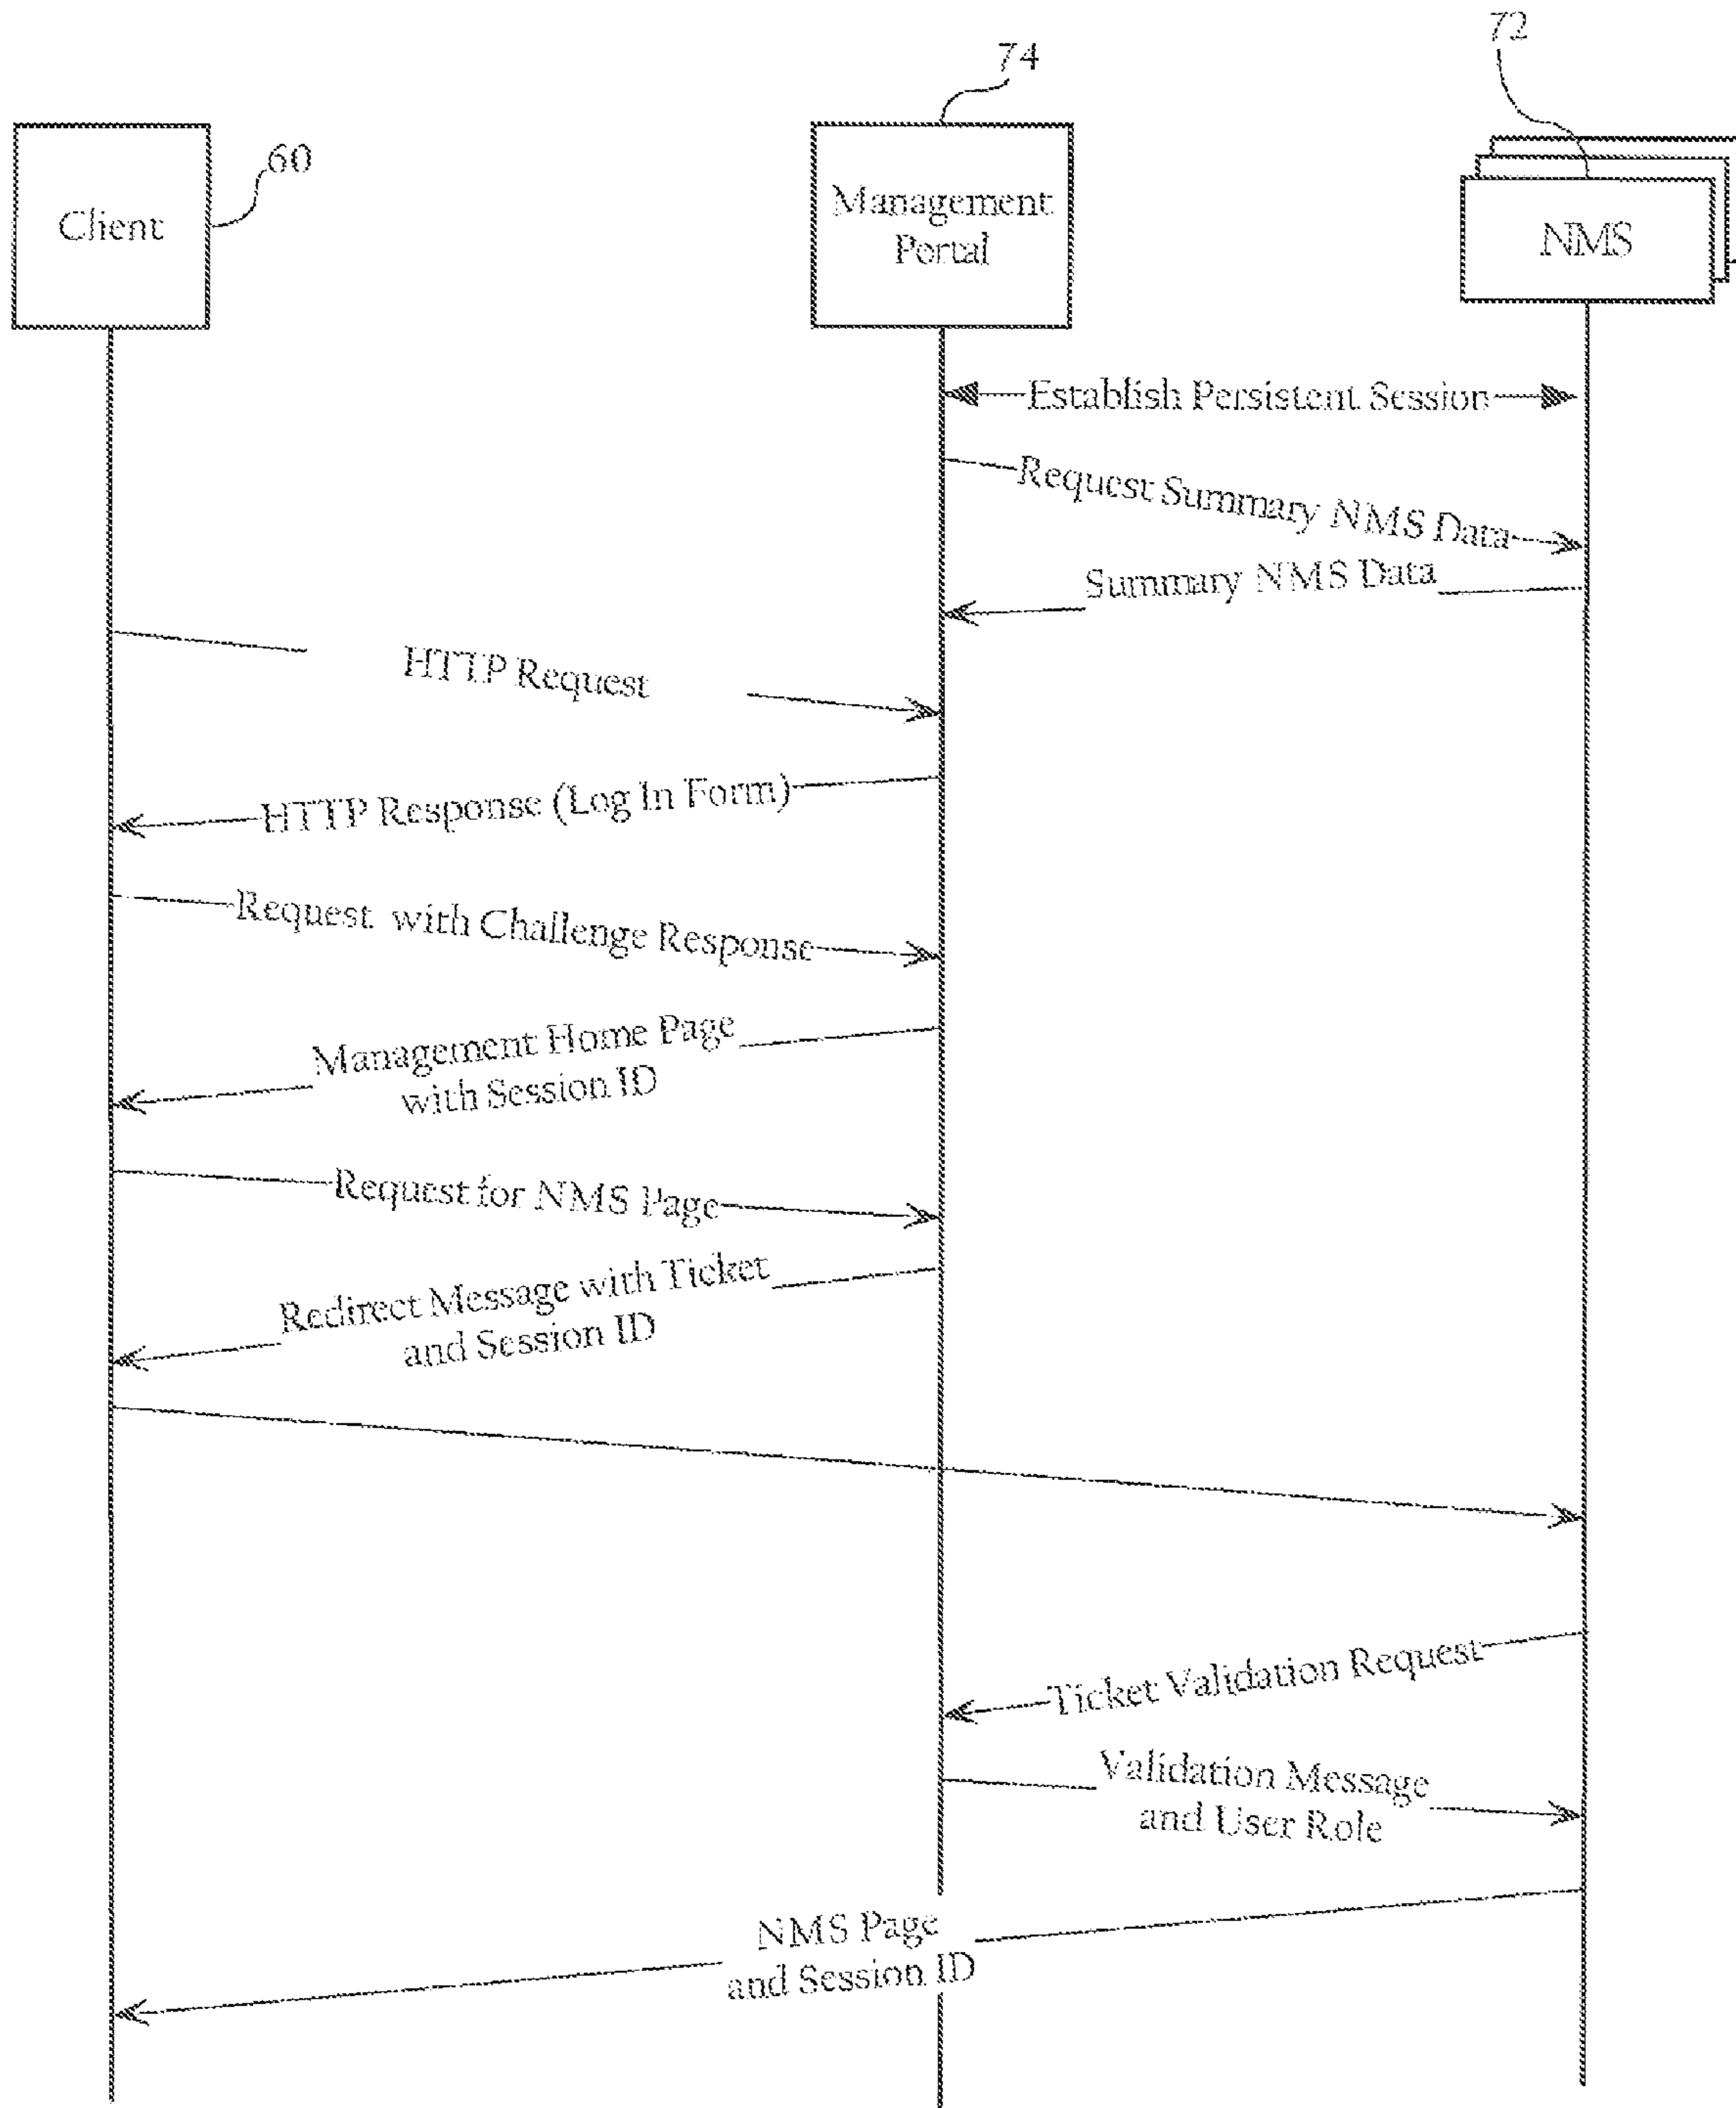 72
74
60
Client
Management
Portal
NMS
Establish Persistent Session
Request Summary NMS Data
Summary NMS Data
HTTP Request
HTTP Response (Log In Form)
Request with Challenge Response
Management Home Page
with Session ID
Request for NMS Page
Redirect Message with Ticket
and Session ID
Ticket Validation Request
Validation Message
and User Role
NMS Page
and Session ID